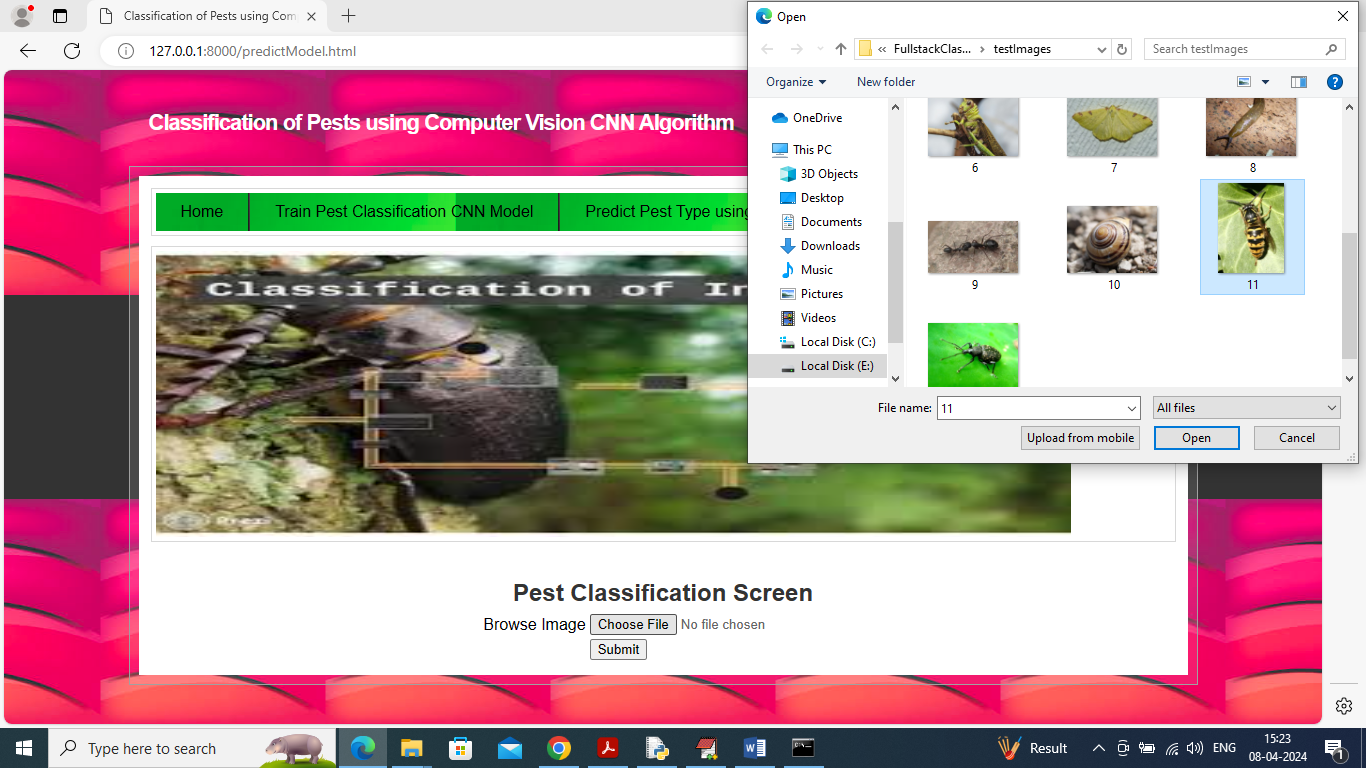 Classification of Pests using Com
127.0.0.1:8000/predictModel.html
Classification of Pests using Computer Vision CNN Algorithm
Home
Train Pest Classification CNN Model
Predict Pest Type using
Classification of In
Pest Classification Screen
Browse Image Choose File No file chosen
Submit
Open
« FullstackClas... › testImages
Search testImages
Organize
New folder
OneDrive
This PC
3D Objects
Desktop
Documents
Downloads
Music
Pictures
Videos
Local Disk (C:)
Local Disk (E:)
6
7
8
9
10
11
File name: 11
All files
Upload from mobile
Open
Cancel
Type here to search
Result
ENG
15:23
08-04-2024
1